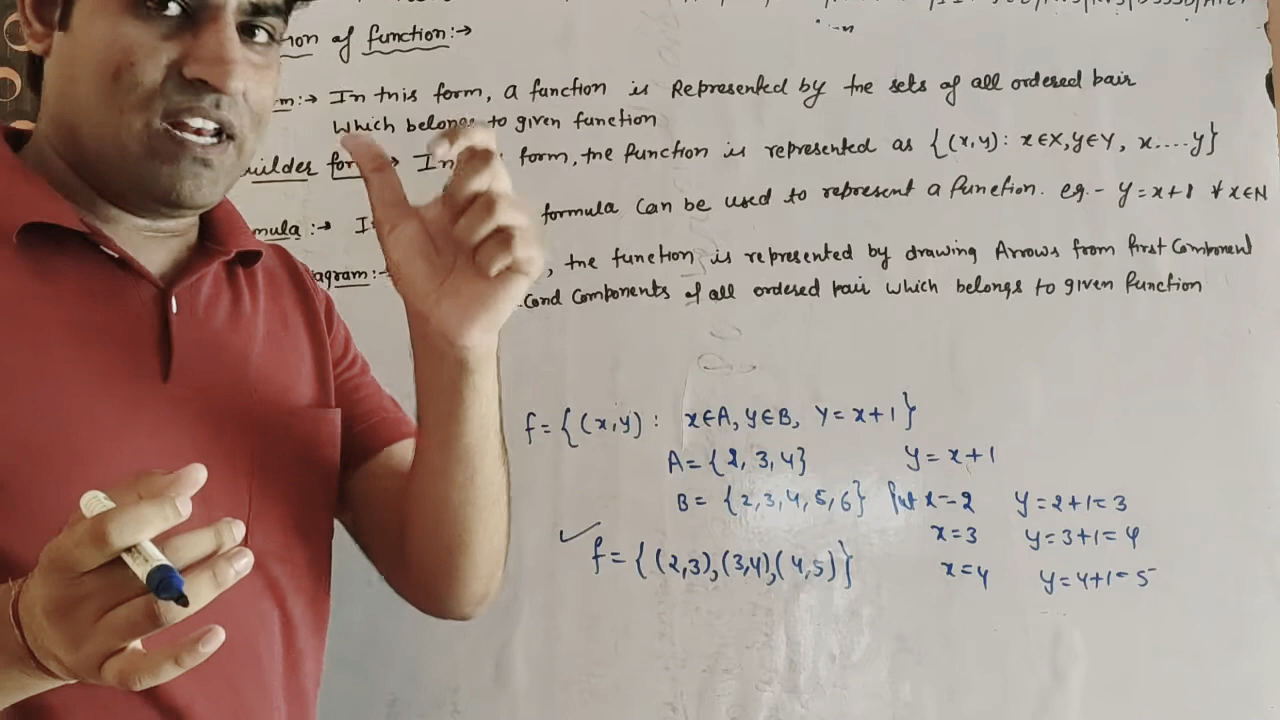 of function:→
In this form, a function is Represented by the sets of all ordered pair
Which belongs to given function
form, the function is represented as {(x,y): x∈X, y∈Y, x....y}
formula Can be used to represent a function. eg.- y=x+1 ∀ x∈N
, the function is represented by drawing Arrows from first Component
Components of all ordered pair which belongs to given function
f={(x,y): x∈A, y∈B, y=x+1}
A={2, 3, 4} y=x+1
B={2,3,4,5,6} Put x=2 y=2+1=3
x=3 y=3+1=4
f={(2,3),(3,4),(4,5)}
x=4 y=4+1=5